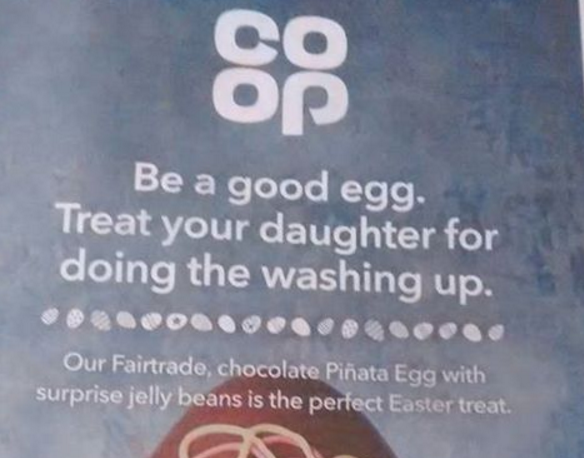 CO
OP
Be a good egg.
Treat your daughter for
doing the washing up.
Our Fairtrade, chocolate Piñata Egg with
surprise jelly beans is the perfect Easter treat.